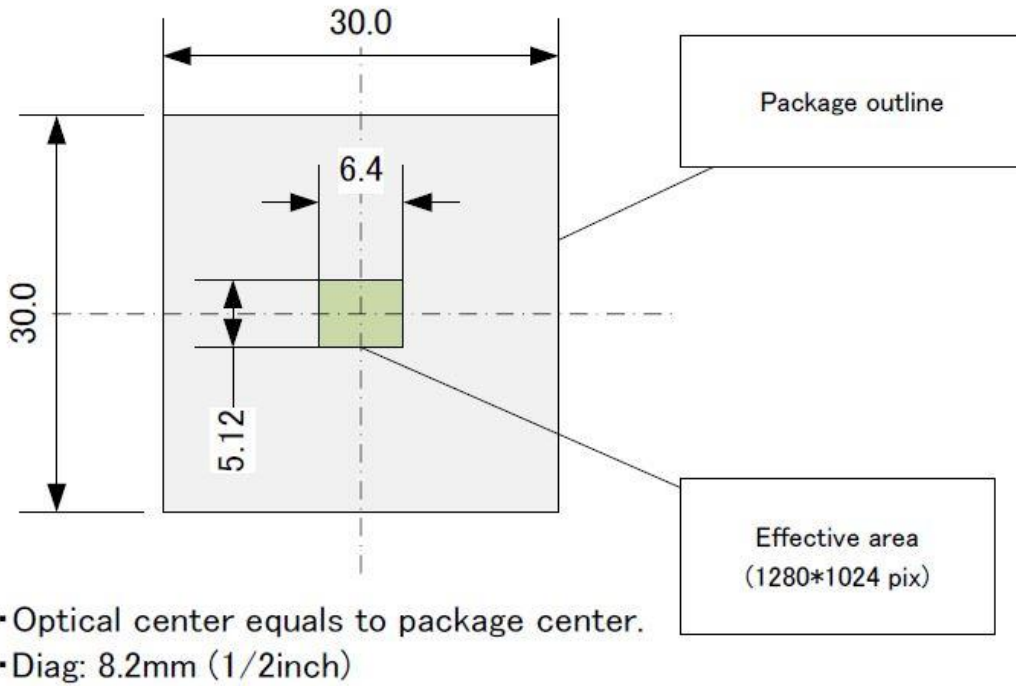 30.0
Package outline
6.4
30.0
5.12
Effective area
(1280*1024 pix)
・Optical center equals to package center.
・Diag: 8.2mm (1/2inch)